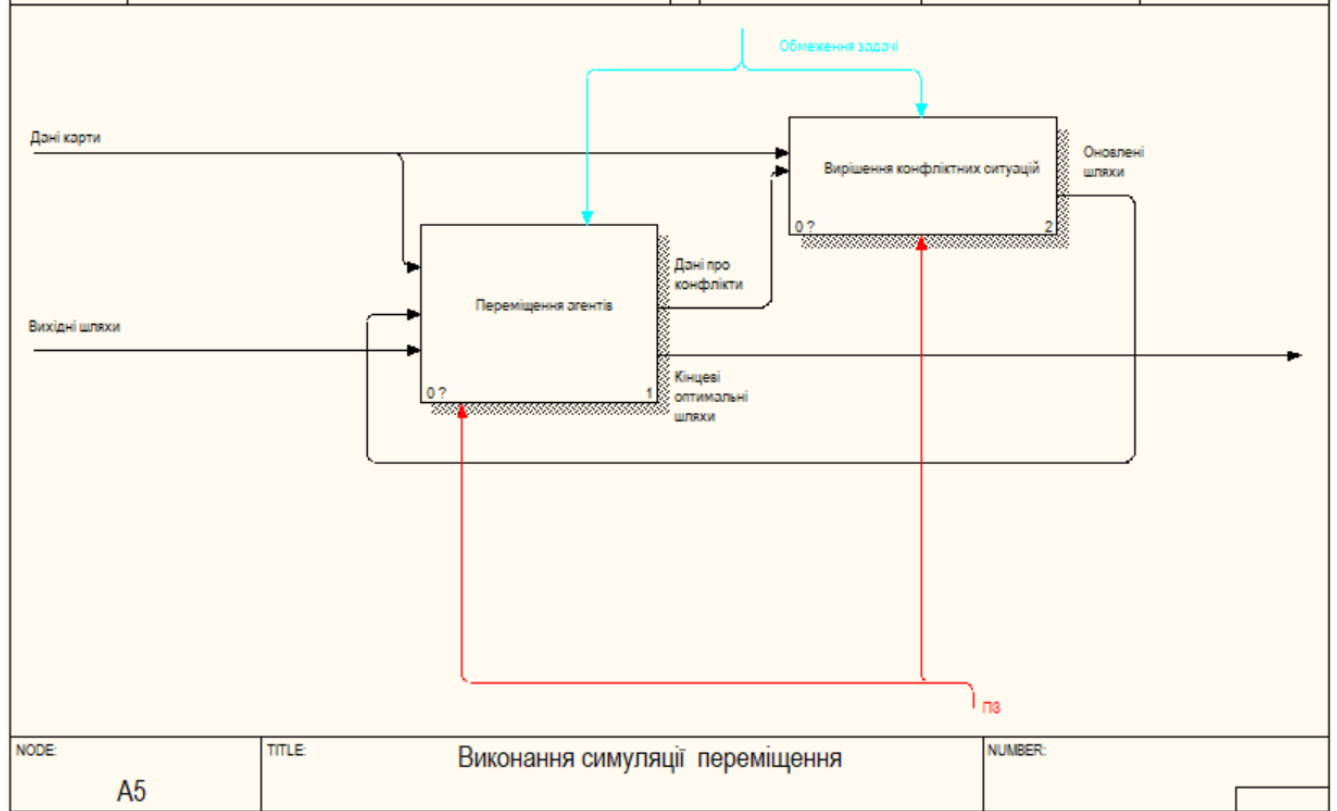 Обмеження задачі
Дані карти
Вирішення конфліктних ситуацій
Оновлені
шляхи
0 ?
2
Дані про
конфлікти
Переміщення агентів
Вихідні шляхи
Кінцеві
оптимальні
шляхи
0 ?
1
ПЗ
NODE:
TITLE:
Виконання симуляції переміщення
NUMBER:
A5